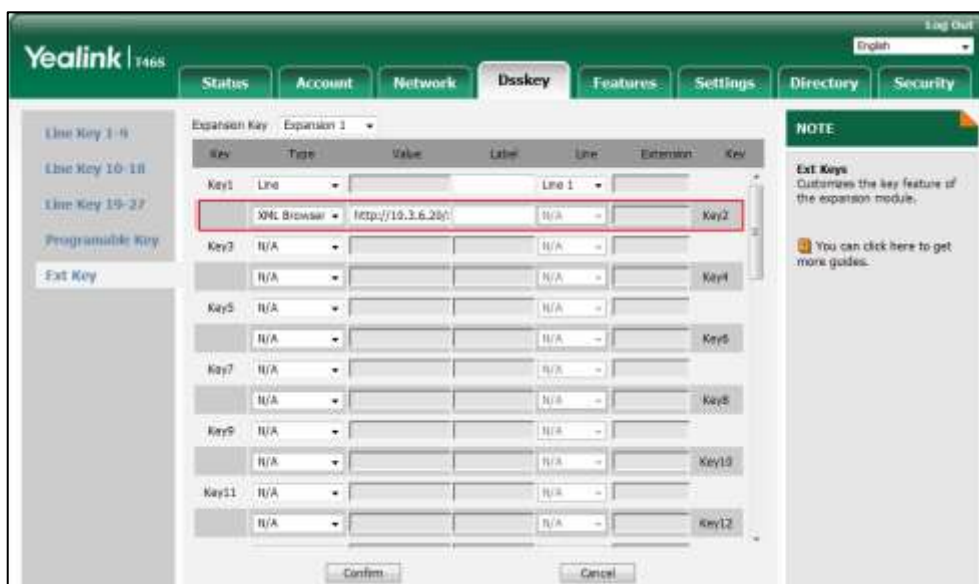 Log Out
Yealink T46S
English
Status Account Network Dsskey Features Settings Directory Security
Line Key 1-9
Line Key 10-18
Line Key 19-27
Programable Key
Ext Key
Expansion Key Expansion 1
Key Type Value Label Line Extension Key
Key1 Line Line 1
XML Browser http://10.3.6.20/: N/A Key2
Key3 N/A N/A
N/A N/A Key4
Key5 N/A N/A
N/A N/A Key6
Key7 N/A N/A
N/A N/A Key8
Key9 N/A N/A
N/A N/A Key10
Key11 N/A N/A
N/A N/A Key12
Confirm Cancel
NOTE
Ext Keys
Customizes the key feature of
the expansion module.
You can click here to get
more guides.